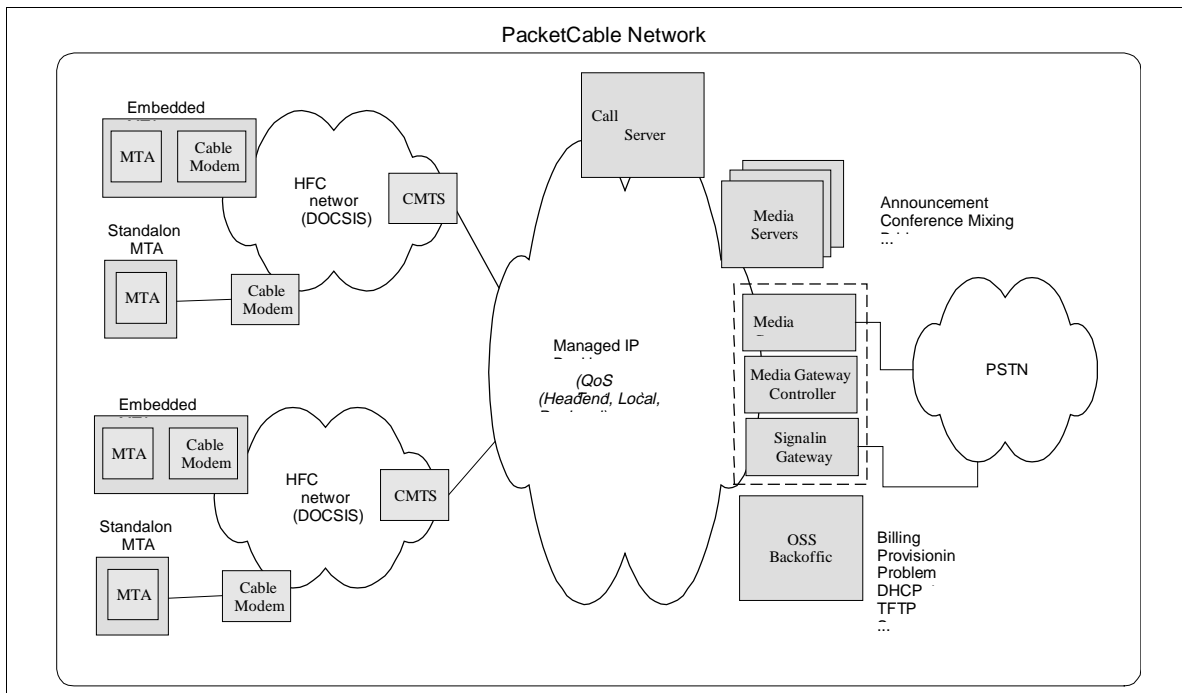 PacketCable Network
Embedded
MTA
Cable
Modem
HFC
networ
(DOCSIS)
CMTS
Standalon
MTA
MTA
Cable
Modem
Call
Server
Media
Servers
Announcement
Conference Mixing
...
Managed IP
(QoS
(Headend, Local,
Media
Media Gateway
Controller
Signalin
Gateway
PSTN
Embedded
MTA
Cable
Modem
HFC
networ
(DOCSIS)
CMTS
Standalon
MTA
MTA
Cable
Modem
OSS
Backoffic
Billing
Provisionin
Problem
DHCP
TFTP
...